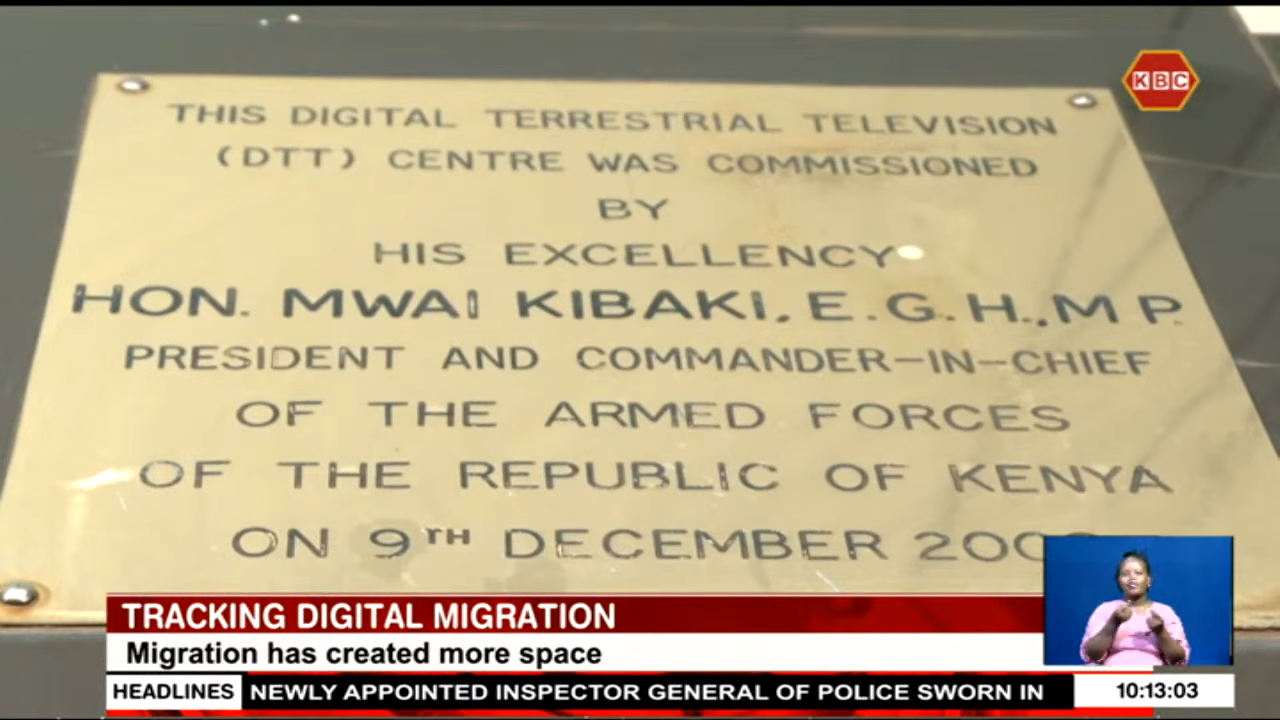 KBC
THIS DIGITAL TERRESTRIAL TELEVISION
(DTT) CENTRE WAS COMMISSIONED
BY
HIS EXCELLENCY
HON. MWAI KIBAKI, E.G.H., M P.
PRESIDENT AND COMMANDER-IN-CHIEF
OF THE ARMED FORCES
OF THE REPUBLIC OF KENYA
ON 9TH DECEMBER
TRACKING DIGITAL MIGRATION
Migration has created more space
HEADLINES NEWLY APPOINTED INSPECTOR GENERAL OF POLICE SWORN IN 10:13:03